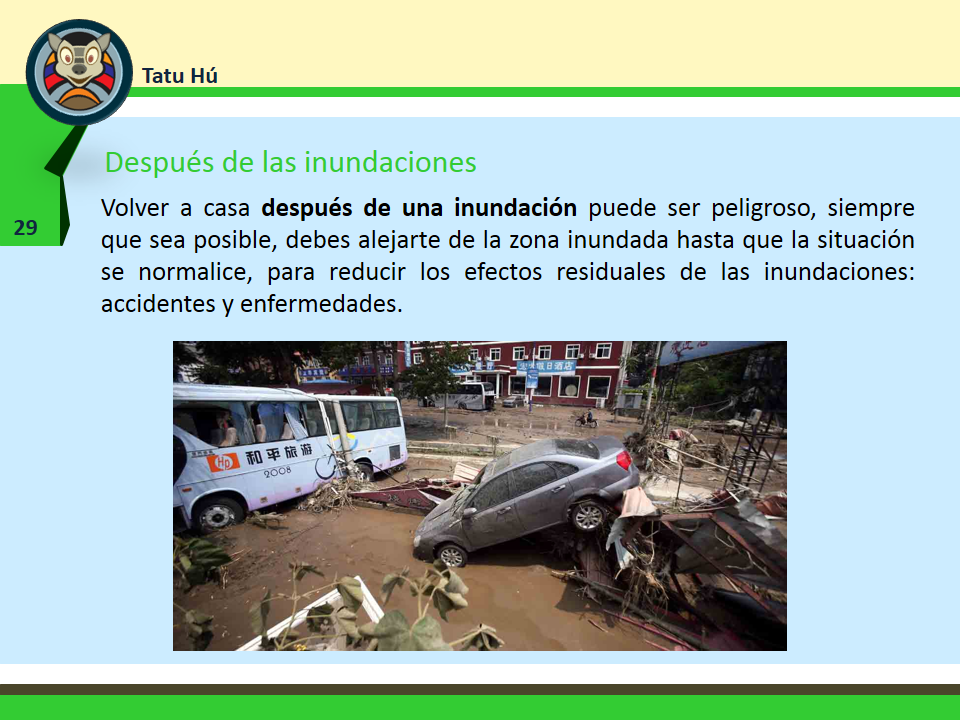 Tatu Hú
Después de las inundaciones
Volver a casa después de una inundación puede ser peligroso, siempre
que sea posible, debes alejarte de la zona inundada hasta que la situación
se normalice, para reducir los efectos residuales de las inundaciones:
accidentes y enfermedades.
29
Hp
和平旅游
2008